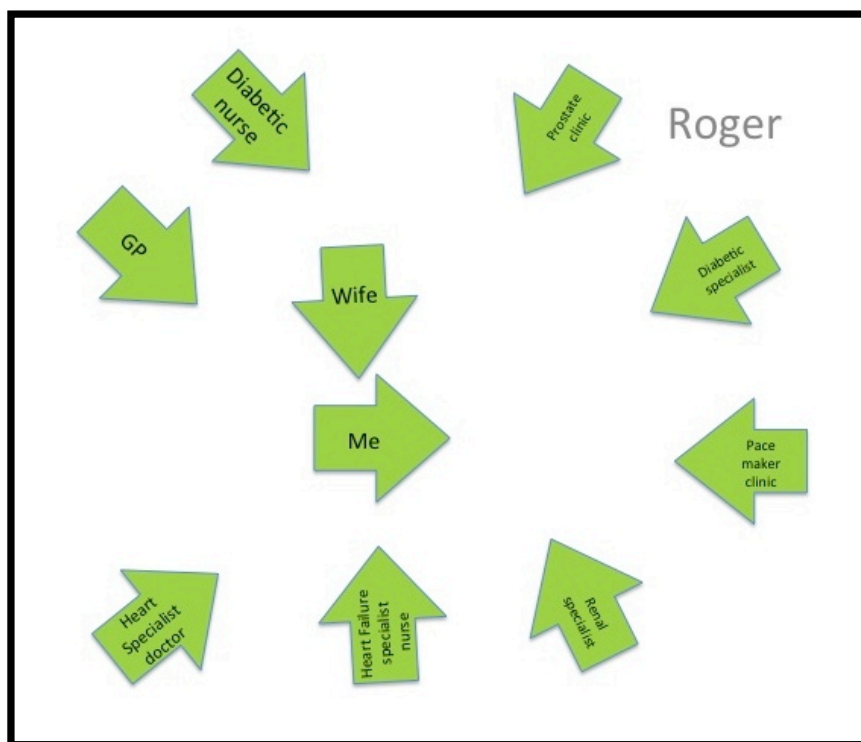 Diabetic
nurse
Prostate
clinic
Roger
GP
Diabetic
specialist
Wife
Me
Pace
maker
clinic
Heart
Specialist
doctor
Heart Failure
specialist
nurse
Renal
specialist